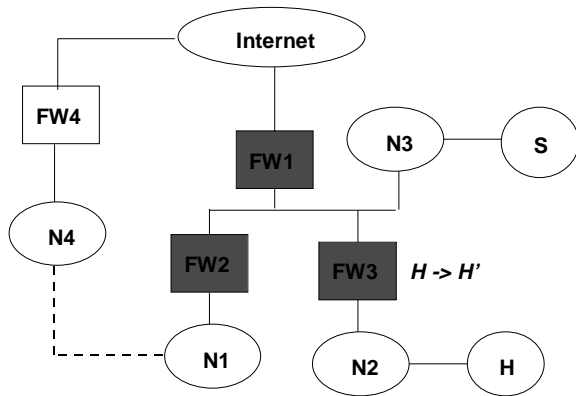 Internet
FW4
FW1
N3
S
N4
FW2
FW3
H -> H'
N1
N2
H